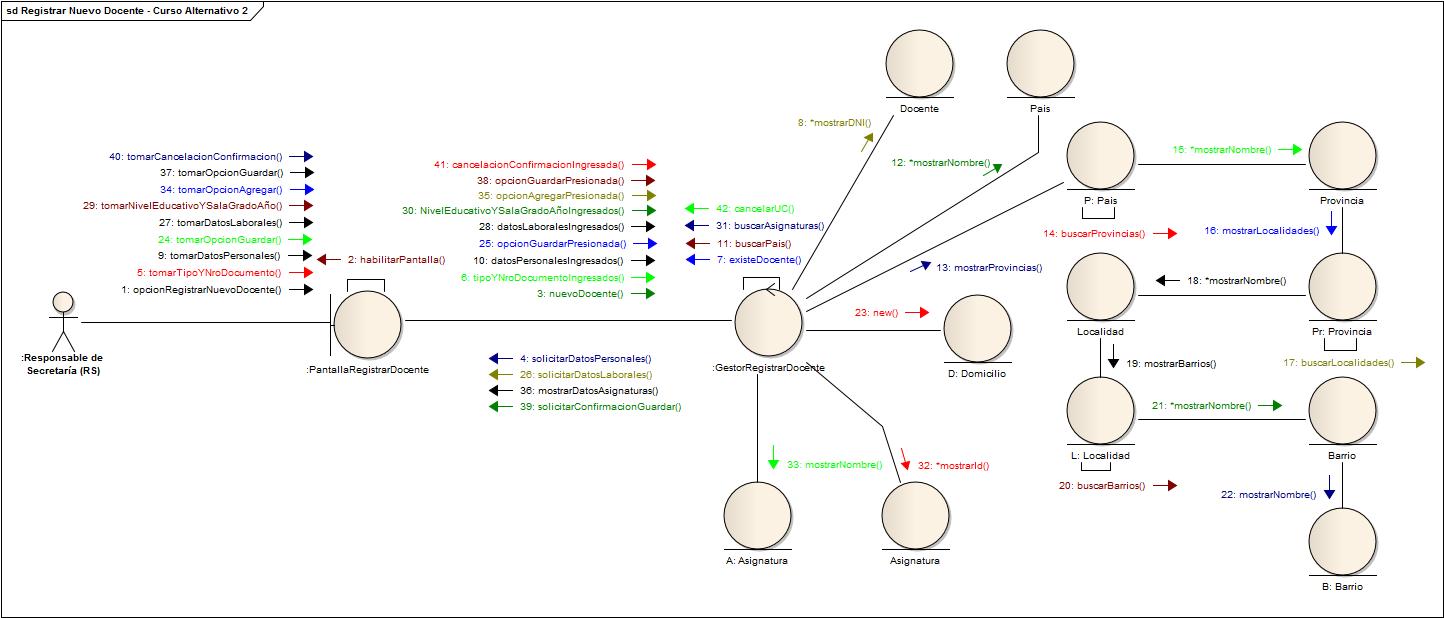 sd Registrar Nuevo Docente - Curso Alternativo 2
Docente
Pais
8: *mostrarDNI()
40: tomarCancelacionConfirmacion()
37: tomarOpcionGuardar()
34: tomarOpcionAgregar()
29: tomarNivelEducativoYSalaGradoAño()
27: tomarDatosLaborales()
24: tomarOpcionGuardar()
9: tomarDatosPersonales()
5: tomarTipoYNroDocumento()
1: opcionRegistrarNuevoDocente()
2: habilitarPantalla()
41: cancelacionConfirmacionIngresada()
38: opcionGuardarPresionada()
35: opcionAgregarPresionada()
30: NivelEducativoYSalaGradoAñoIngresados()
28: datosLaboralesIngresados()
25: opcionGuardarPresionada()
10: datosPersonalesIngresados()
6: tipoYNroDocumentoIngresados()
3: nuevoDocente()
42: cancelarUC()
31: buscarAsignaturas()
11: buscarPais()
7: existeDocente()
12: *mostrarNombre()
13: mostrarProvincias()
15: *mostrarNombre()
P: Pais
Provincia
14: buscarProvincias()
16: mostrarLocalidades()
18: *mostrarNombre()
Localidad
Pr: Provincia
19: mostrarBarrios()
17: buscarLocalidades()
23: new()
D: Domicilio
:Responsable de
Secretaría (RS)
:PantallaRegistrarDocente
:GestorRegistrarDocente
4: solicitarDatosPersonales()
26: solicitarDatosLaborales()
36: mostrarDatosAsignaturas()
39: solicitarConfirmacionGuardar()
21: *mostrarNombre()
L: Localidad
Barrio
20: buscarBarrios()
22: mostrarNombre()
33: mostrarNombre()
32: *mostrarId()
A: Asignatura
Asignatura
B: Barrio